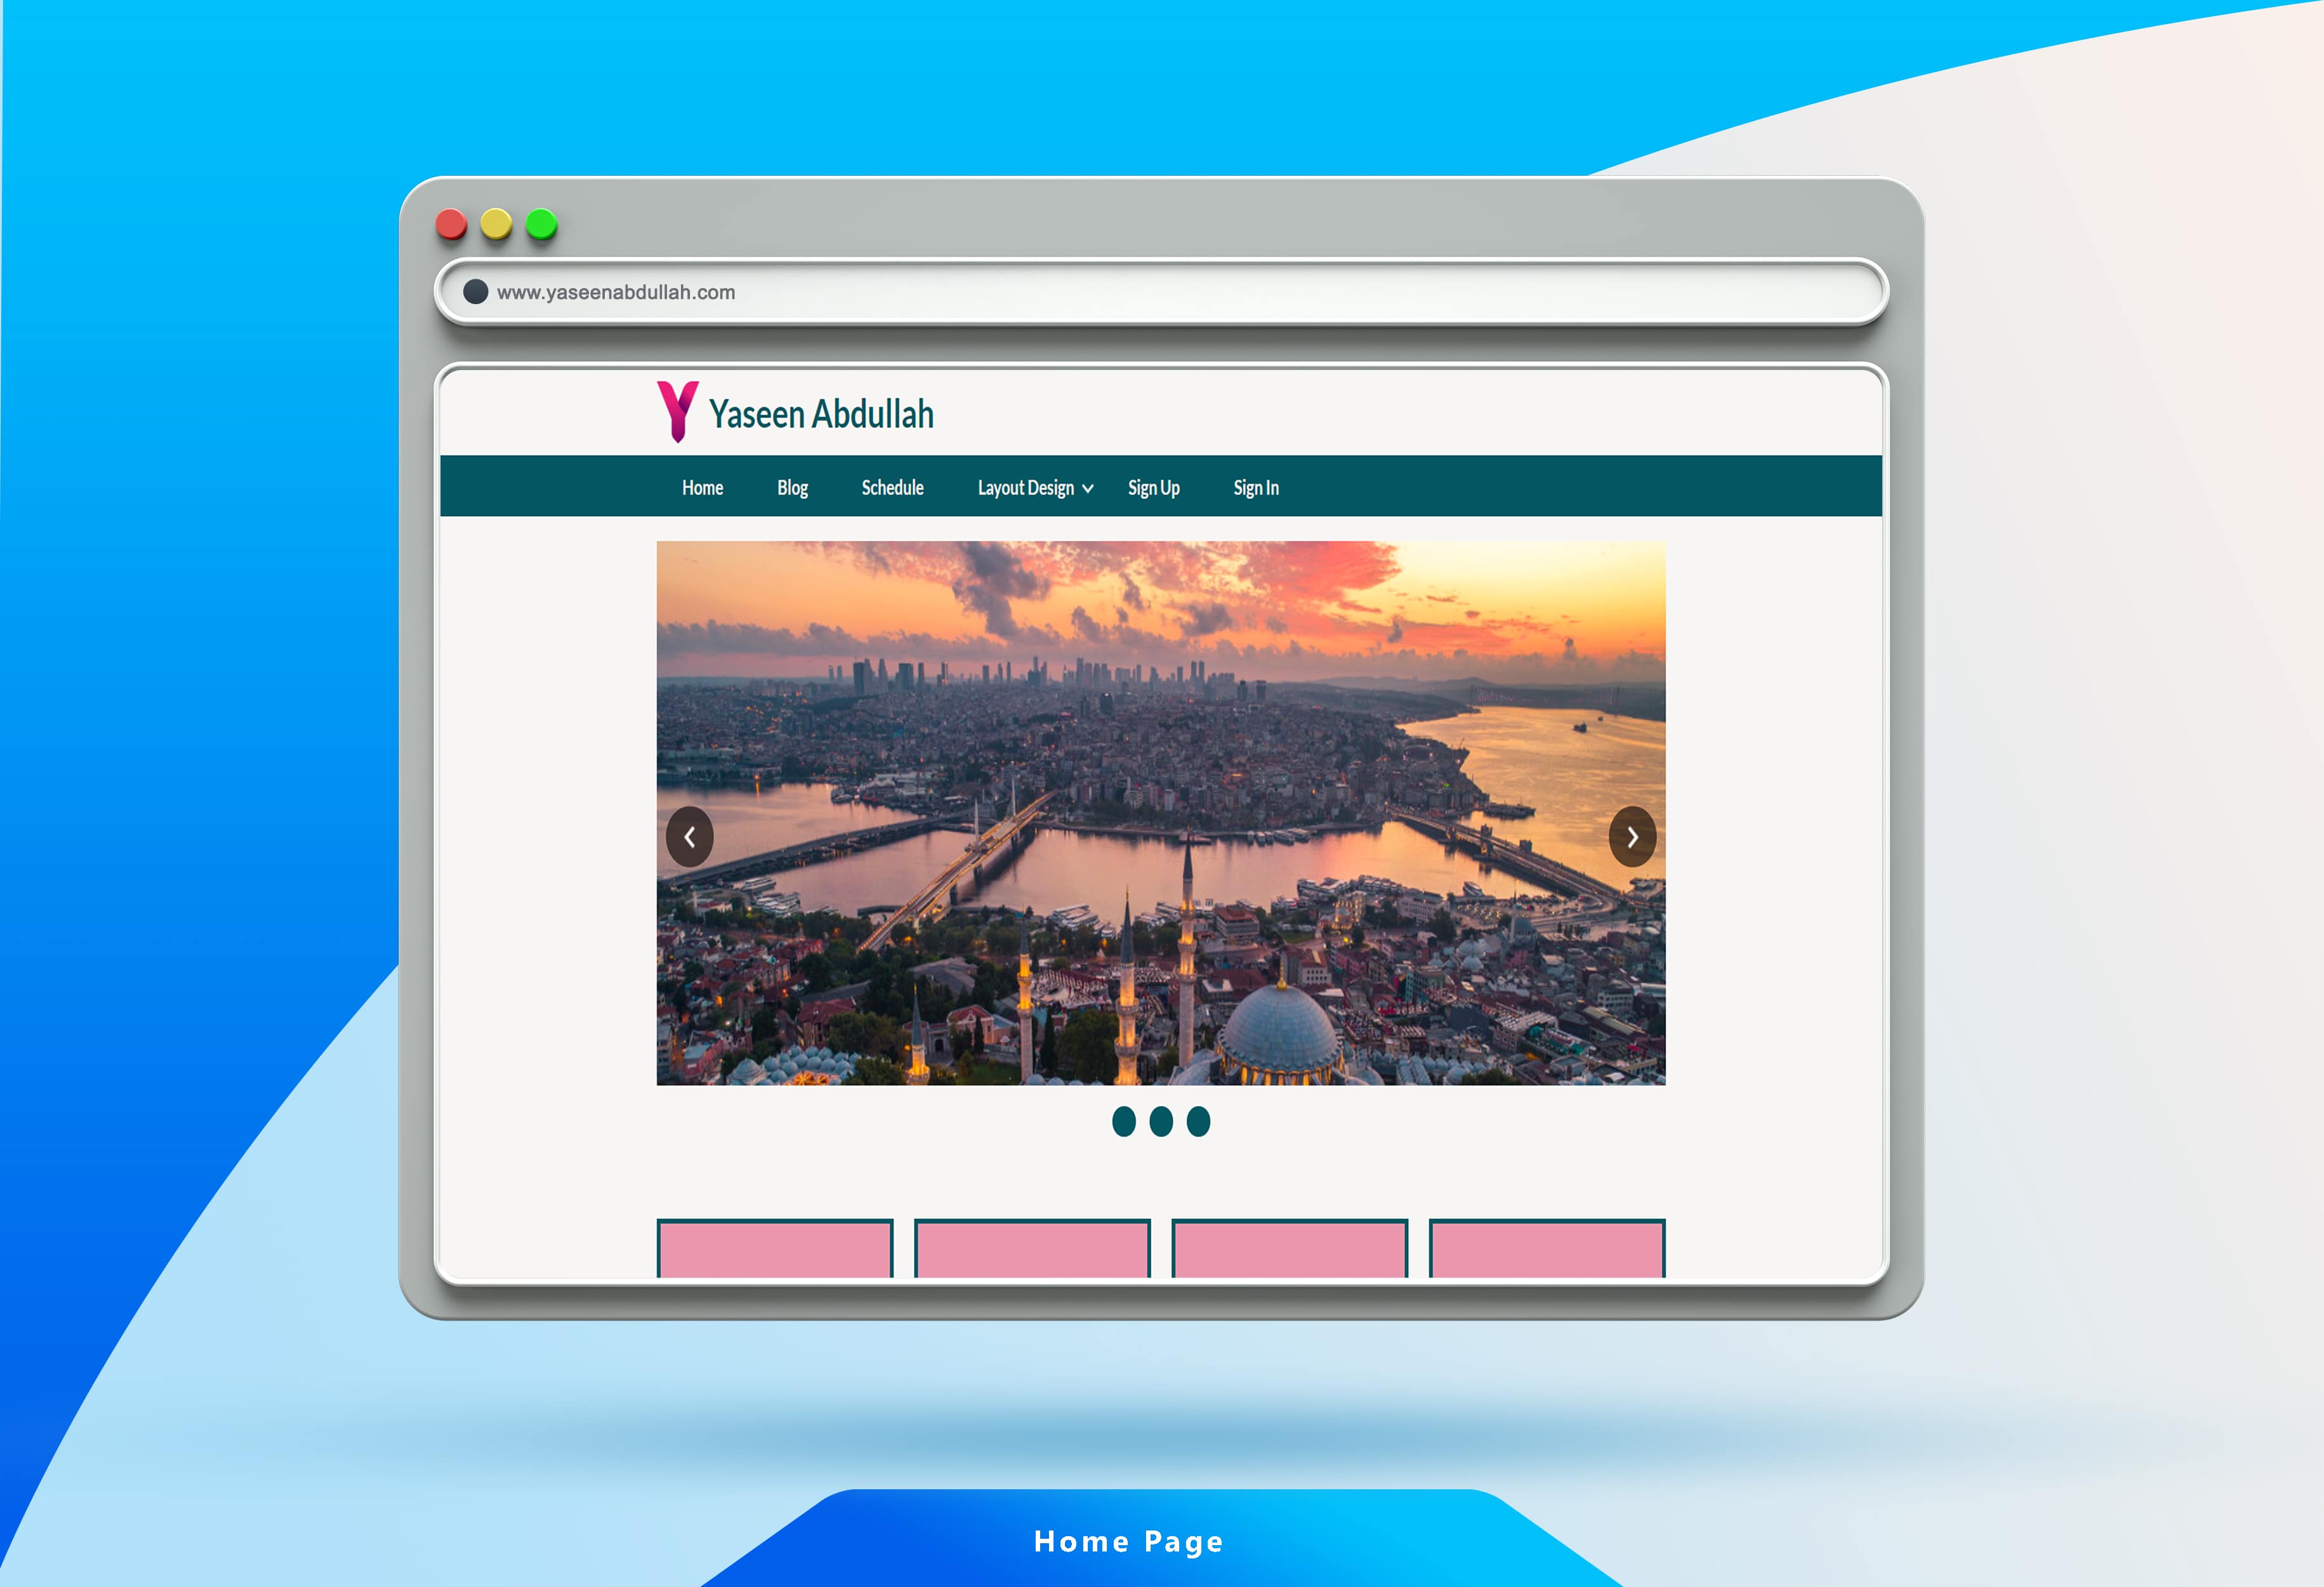 www.yaseenabdullah.com
Yaseen Abdullah
Home Blog Schedule Layout Design Sign Up Sign In
Home Page